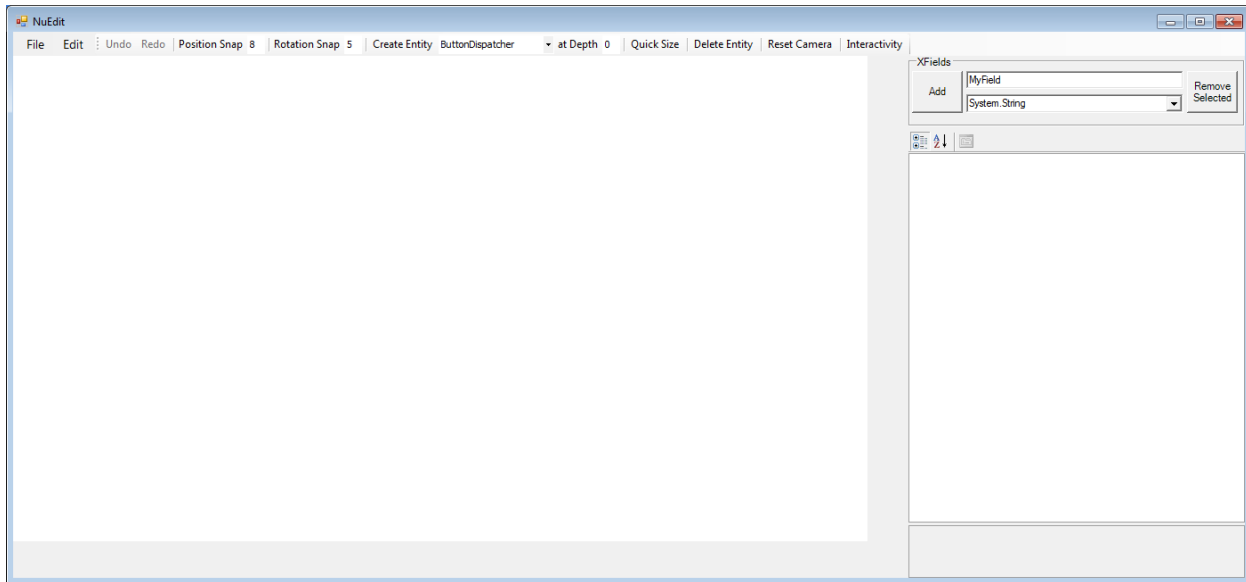 NuEdit
File Edit Undo Redo Position Snap 8 Rotation Snap 5 Create Entity ButtonDispatcher at Depth 0 Quick Size Delete Entity Reset Camera Interactivity
XFields
Add
MyField
System.String
Remove
Selected